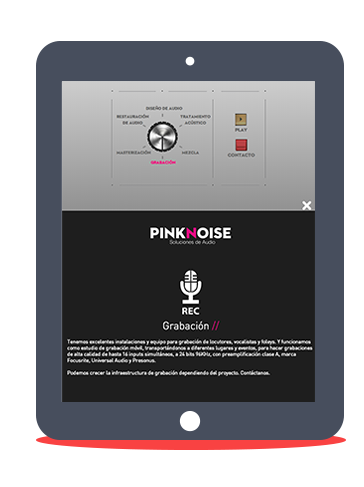 DISEÑO DE AUDIO
RESTAURACIÓN
DE AUDIO
TRATAMIENTO
ACÚSTICO
PLAY
MASTERIZACIÓN
MEZCLA
GRABACIÓN
CONTACTO
PINKNOISE
Soluciones de Audio
REC
Grabación //
Tenemos excelentes instalaciones y equipo para grabación de locutores, vocalistas y foleys. Y funcionamos
como estudio de grabación móvil, transportándonos a diferentes lugares y eventos, para hacer grabaciones
de alta calidad de hasta 16 inputs simultáneos, a 24 bits 96KHz, con preamplificación clase A, marca
Focusrite, Universal Audio y Presonus.
Podemos crear la infraestructura de grabación dependiendo del proyecto. Contáctanos.